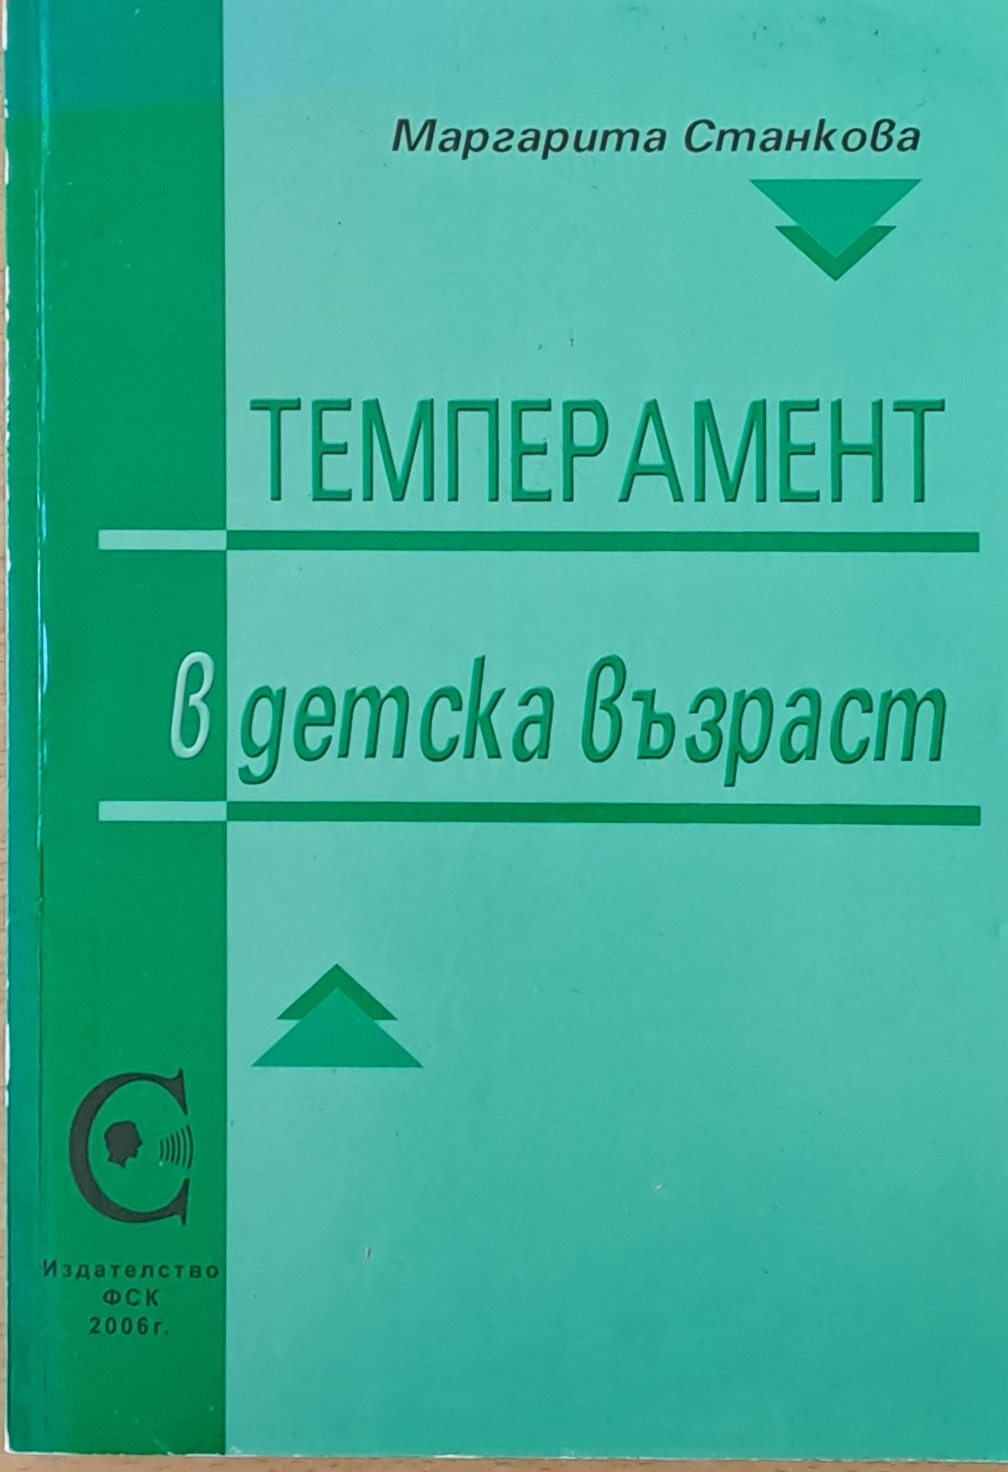 Маргарита Станкова
ТЕМПЕРАМЕНТ
в детска възраст
С
Издателство
ФСК
2006г.